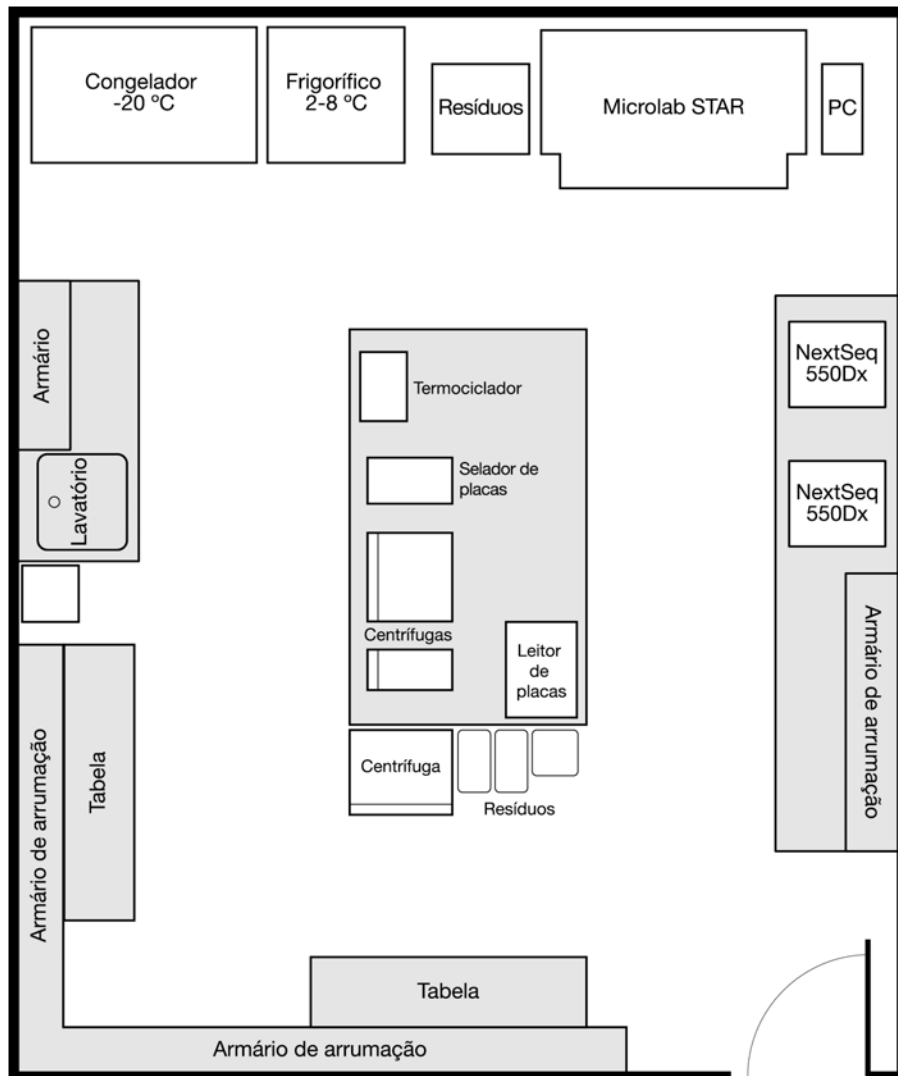 Congelador
-20 ºC
Frigorífico
2-8 ºC
Resíduos
Microlab STAR
PC
Armário
Lavatório
Termociclador
Selador de
placas
Centrífugas
Leitor
de
placas
Centrífuga
Resíduos
NextSeq
550Dx
NextSeq
550Dx
Armário de arrumação
Armário de arrumação
Tabela
Tabela
Armário de arrumação